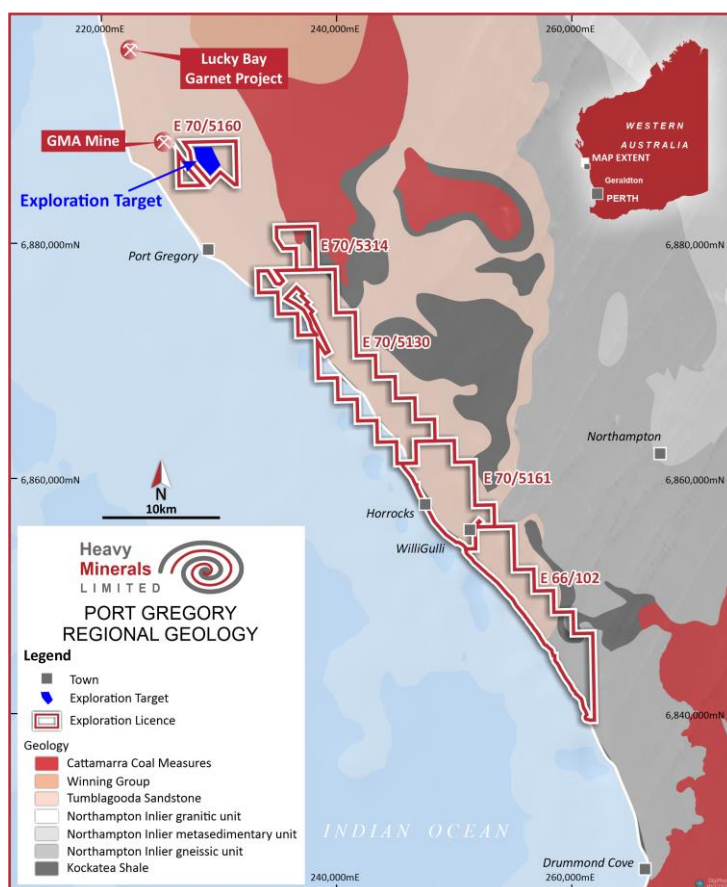 220,000mE
240,000mE
260,000mE
Lucky Bay
Garnet Project
GMA Mine
E 70/5160
Exploration Target
WESTERN
AUSTRALIA
MAP EXTENT
Geraldton
PERTH
6,880,000mN
6,880,000mN
Port Gregory
E 70/5314
E 70/5130
Northampton
6,860,000mN
6,860,000mN
E 70/5161
N
10km
Horrocks
WilliGulli
E 66/102
Heavy
Minerals
LIMITED
PORT GREGORY
REGIONAL GEOLOGY
Legend
Town
Exploration Target
Exploration Licence
Geology
Cattamarra Coal Measures
Winning Group
Tumblagooda Sandstone
Northampton Inlier granitic unit
Northampton Inlier metasedimentary unit
Northampton Inlier gneissic unit
Kockatea Shale
6,840,000mN
INDIAN OCEAN
Drummond Cove
240,000mE
260,000mE